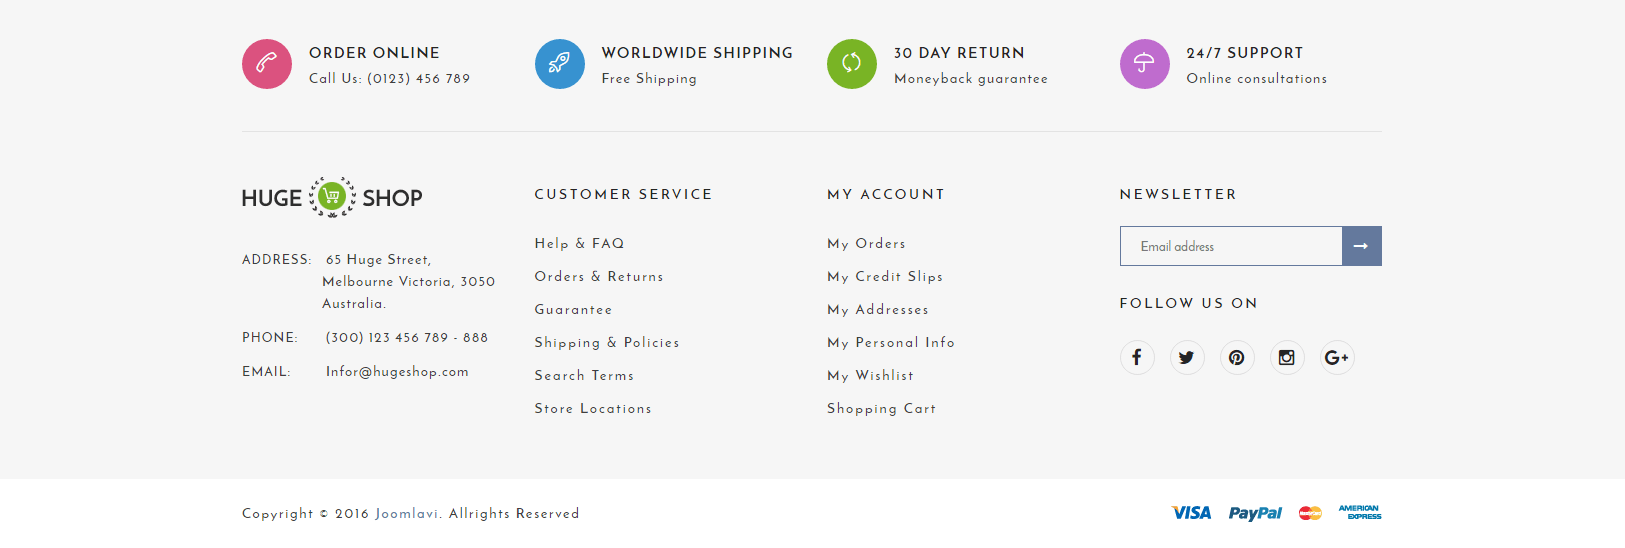 ORDER ONLINE
Call Us: (0123) 456 789
WORLDWIDE SHIPPING
Free Shipping
30 DAY RETURN
Moneyback guarantee
24/7 SUPPORT
Online consultations
HUGE SHOP
ADDRESS: 65 Huge Street,
Melbourne Victoria, 3050
Australia.
PHONE: (300) 123 456 789 - 888
EMAIL: Infor@hugeshop.com
CUSTOMER SERVICE
Help & FAQ
Orders & Returns
Guarantee
Shipping & Policies
Search Terms
Store Locations
MY ACCOUNT
My Orders
My Credit Slips
My Addresses
My Personal Info
My Wishlist
Shopping Cart
NEWSLETTER
Email address
FOLLOW US ON
Copyright © 2016 Joomlavi. Allrights Reserved
VISA PayPal MasterCard AMERICAN
EXPRESS